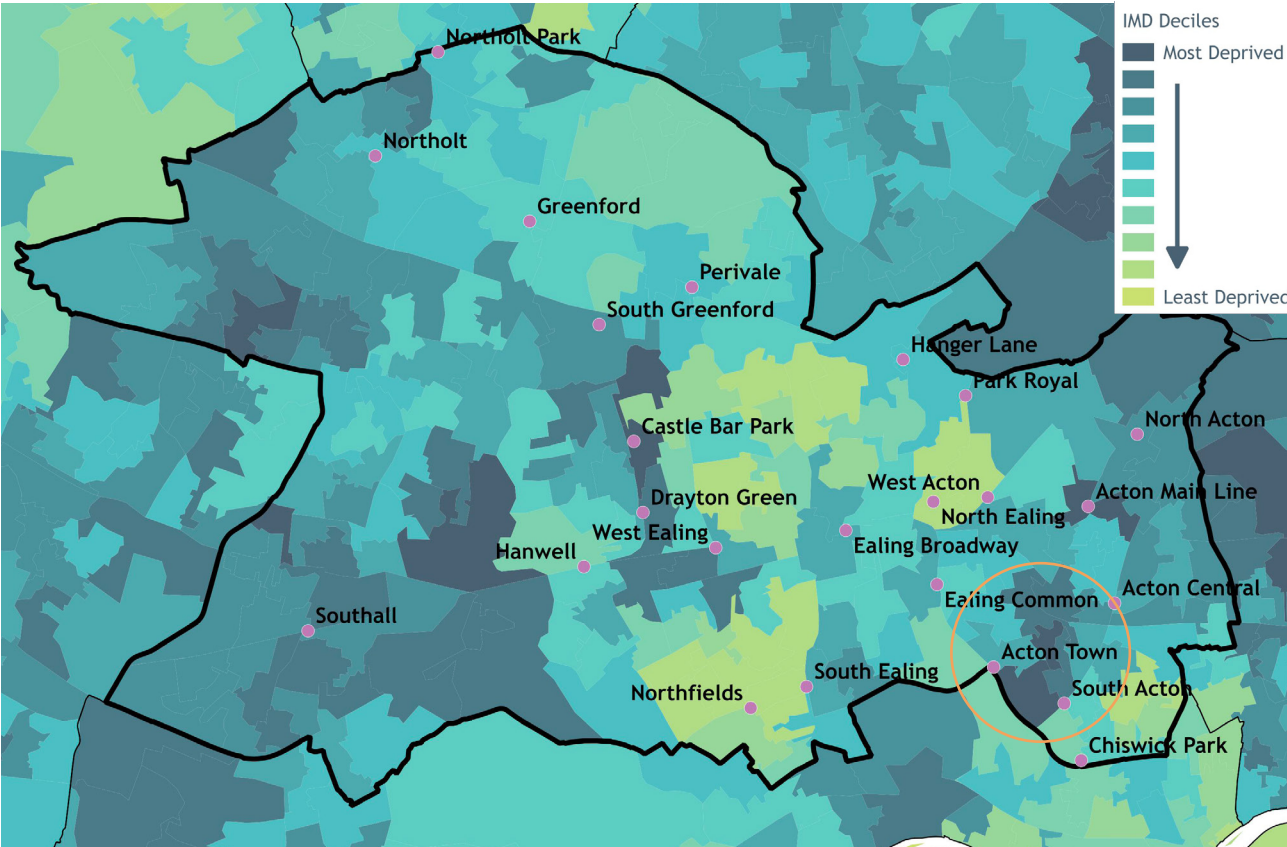 IMD Deciles
Most Deprived
Least Deprived
Northolt Park
Northolt
Greenford
Perivale
South Greenford
Hanger Lane
Park Royal
North Acton
Castle Bar Park
West Acton
Acton Main Line
Drayton Green
North Ealing
West Ealing
Ealing Broadway
Hanwell
Acton Central
Ealing Common
Southall
Acton Town
South Ealing
South Acton
Northfields
Chiswick Park